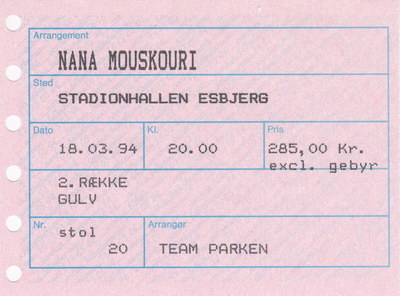 Arrangement
NANA MOUSKOURI
Sted
STADIONHALLEN ESBJERG
Dato Kl. Pris
18.03.94 20.00 285,00 Kr.
excl. gebyr
2.RÆKKE
GULV
Nr. Arrangør
stol
20 TEAM PARKEN